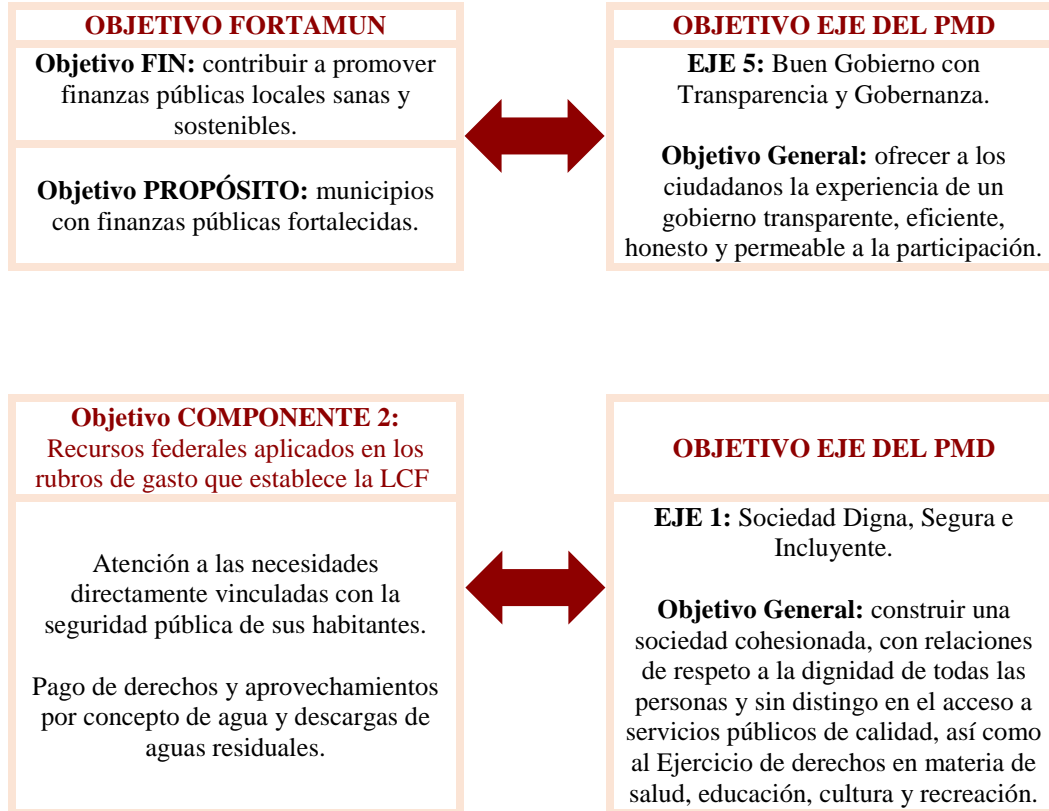 OBJETIVO FORTAMUN
Objetivo FIN: contribuir a promover
finanzas públicas locales sanas y
sostenibles.
Objetivo PROPÓSITO: municipios
con finanzas públicas fortalecidas.
OBJETIVO EJE DEL PMD
EJE 5: Buen Gobierno con
Transparencia y Gobernanza.
Objetivo General: ofrecer a los
ciudadanos la experiencia de un
gobierno transparente, eficiente,
honesto y permeable a la participación.
Objetivo COMPONENTE 2:
Recursos federales aplicados en los
rubros de gasto que establece la LCF
Atención a las necesidades
directamente vinculadas con la
seguridad pública de sus habitantes.
Pago de derechos y aprovechamientos
por concepto de agua y descargas de
aguas residuales.
OBJETIVO EJE DEL PMD
EJE 1: Sociedad Digna, Segura e
Incluyente.
Objetivo General: construir una
sociedad cohesionada, con relaciones
de respeto a la dignidad de todas las
personas y sin distingo en el acceso a
servicios públicos de calidad, así como
al Ejercicio de derechos en materia de
salud, educación, cultura y recreación.